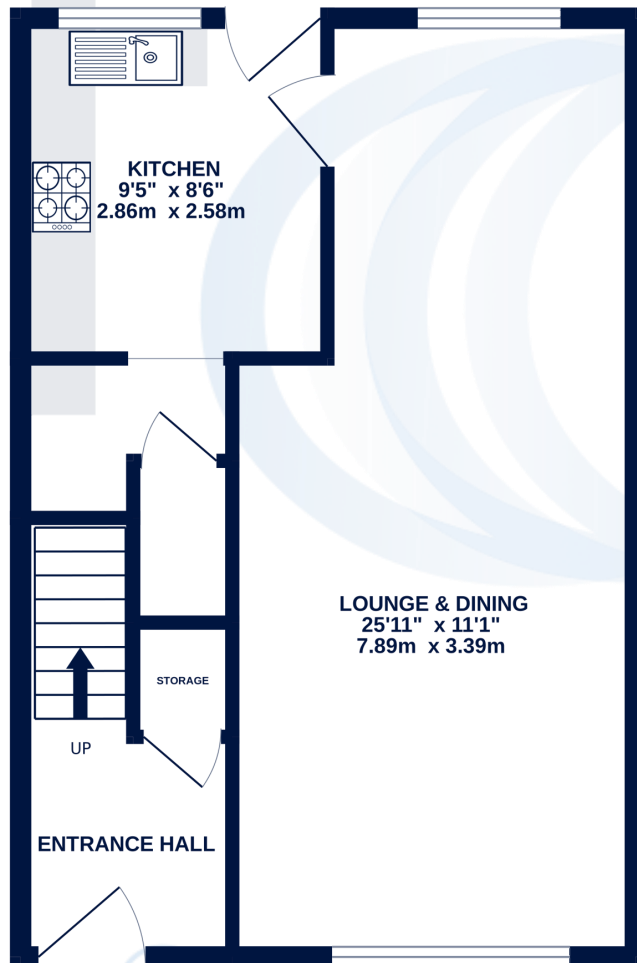 KITCHEN
9'5" x 8'6"
2.86m x 2.58m
LOUNGE & DINING
25'11" x 11'1"
7.89m x 3.39m
STORAGE
UP
ENTRANCE HALL